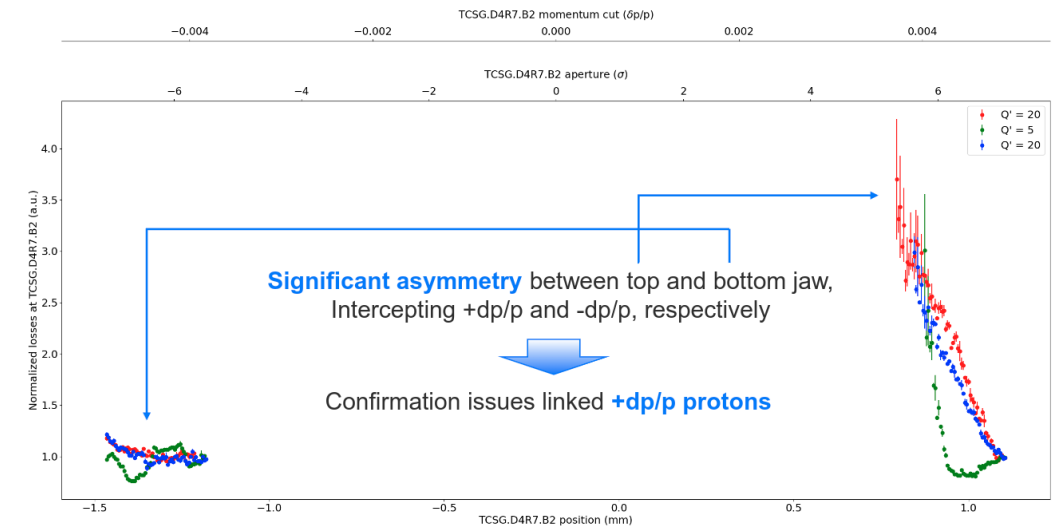 TCSG.D4R7.B2 momentum cut (δp/p)
−0.004 −0.002 0.000 0.002 0.004
TCSG.D4R7.B2 aperture (σ)
−6 −4 −2 0 2 4 6
Q' = 20
Q' = 5
Q' = 20
Normalized losses at TCSG.D4R7.B2 (a.u.)
4.0
3.5
3.0
2.5
2.0
1.5
1.0
Significant asymmetry between top and bottom jaw,
Intercepting +dp/p and -dp/p, respectively
Confirmation issues linked +dp/p protons
−1.5 −1.0 −0.5 0.0 0.5 1.0
TCSG.D4R7.B2 position (mm)